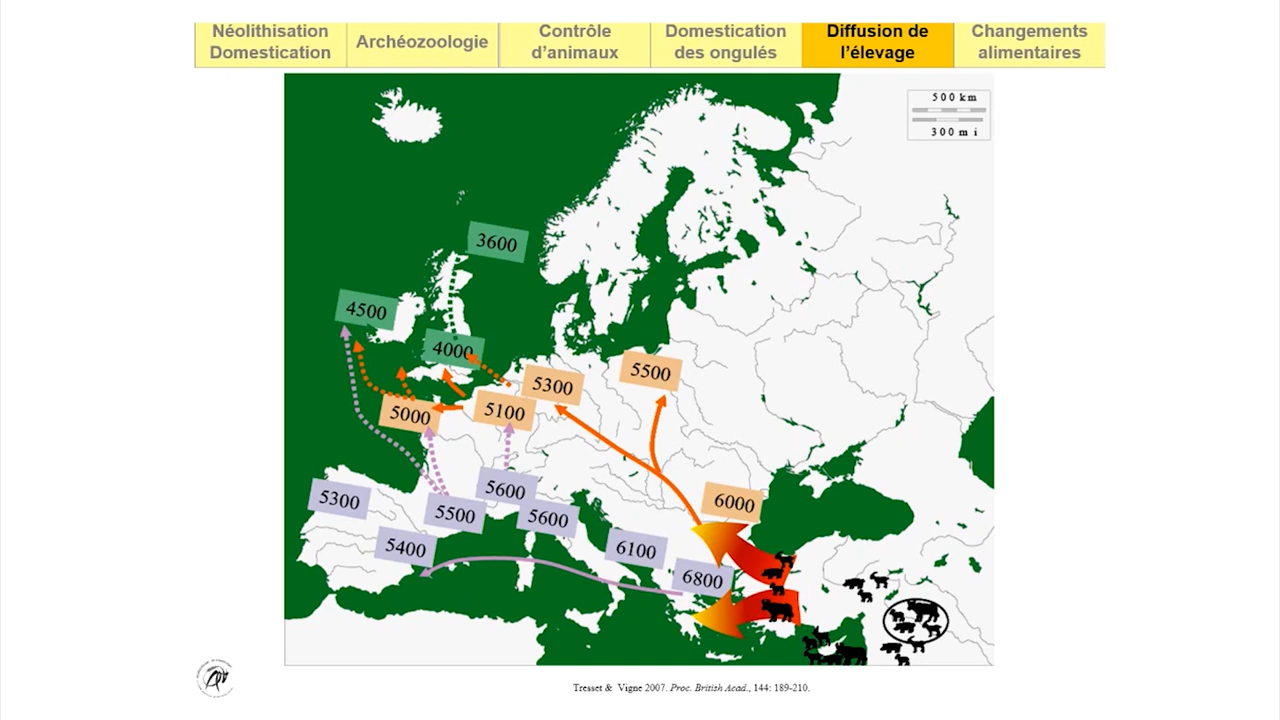 Néolithisation
Domestication
Archéozoologie
Contrôle
d'animaux
Domestication
des ongulés
Diffusion de
l'élevage
Changements
alimentaires
500 km
300 mi
3600
4500
4000
5500
5300
5100
5000
6000
5600
5300
5500
5600
5400
6100
6800
Tresset & Vigne 2007. Proc. British Acad., 144: 189-210.